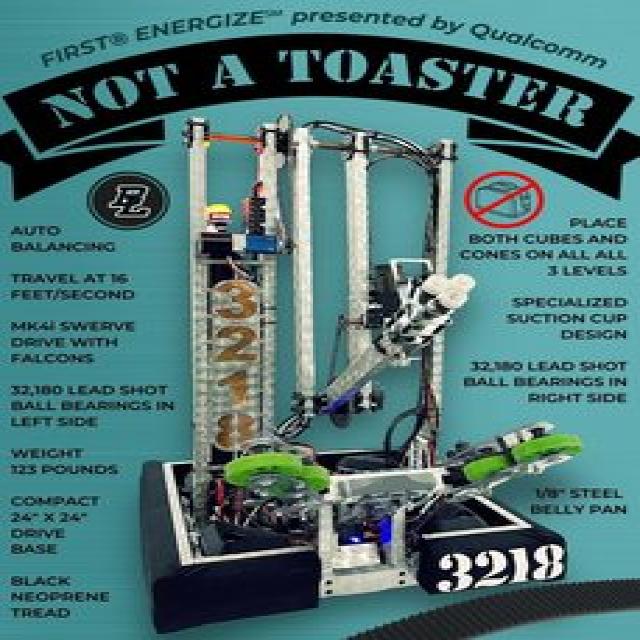 FIRST® ENERGIZE℠ presented by Qualcomm
NOT A TOASTER
AUTO
BALANCING
TRAVEL AT 16
FEET/SECOND
MK4i SWERVE
DRIVE WITH
FALCONS
32,180 LEAD SHOT
BALL BEARINGS IN
LEFT SIDE
WEIGHT
123 POUNDS
COMPACT
24" X 24"
DRIVE
BASE
BLACK
NEOPRENE
TREAD
PLACE
BOTH CUBES AND
CONES ON ALL ALL
3 LEVELS
SPECIALIZED
SUCTION CUP
DESIGN
32,180 LEAD SHOT
BALL BEARINGS IN
RIGHT SIDE
1/8" STEEL
BELLY PAN
3218
3218